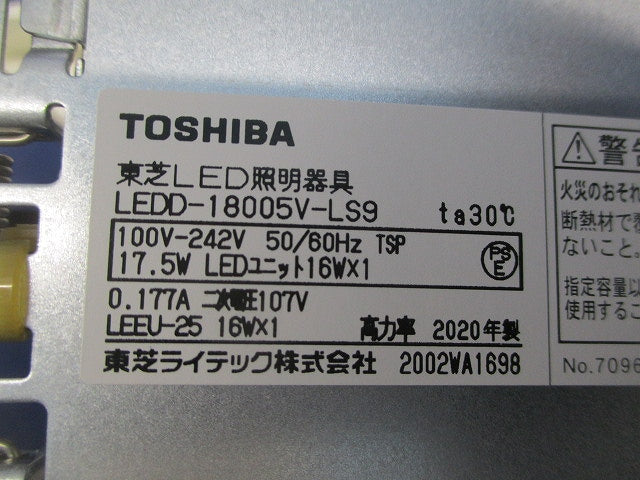 TOSHIBA
東芝LED照明器具
LEDD-18005V-LS9 ta30℃
100V-242V 50/60Hz TSP
17.5W LEDユニット16W×1
PS
E
0.177A 二次電圧107V
LEEU-25 16W×1 高力率 2020年製
東芝ライテック株式会社 2002WA1698
警告
火災のおそれ
断熱材で覆
ないこと。
指定容量以
使用するこ
No.7096